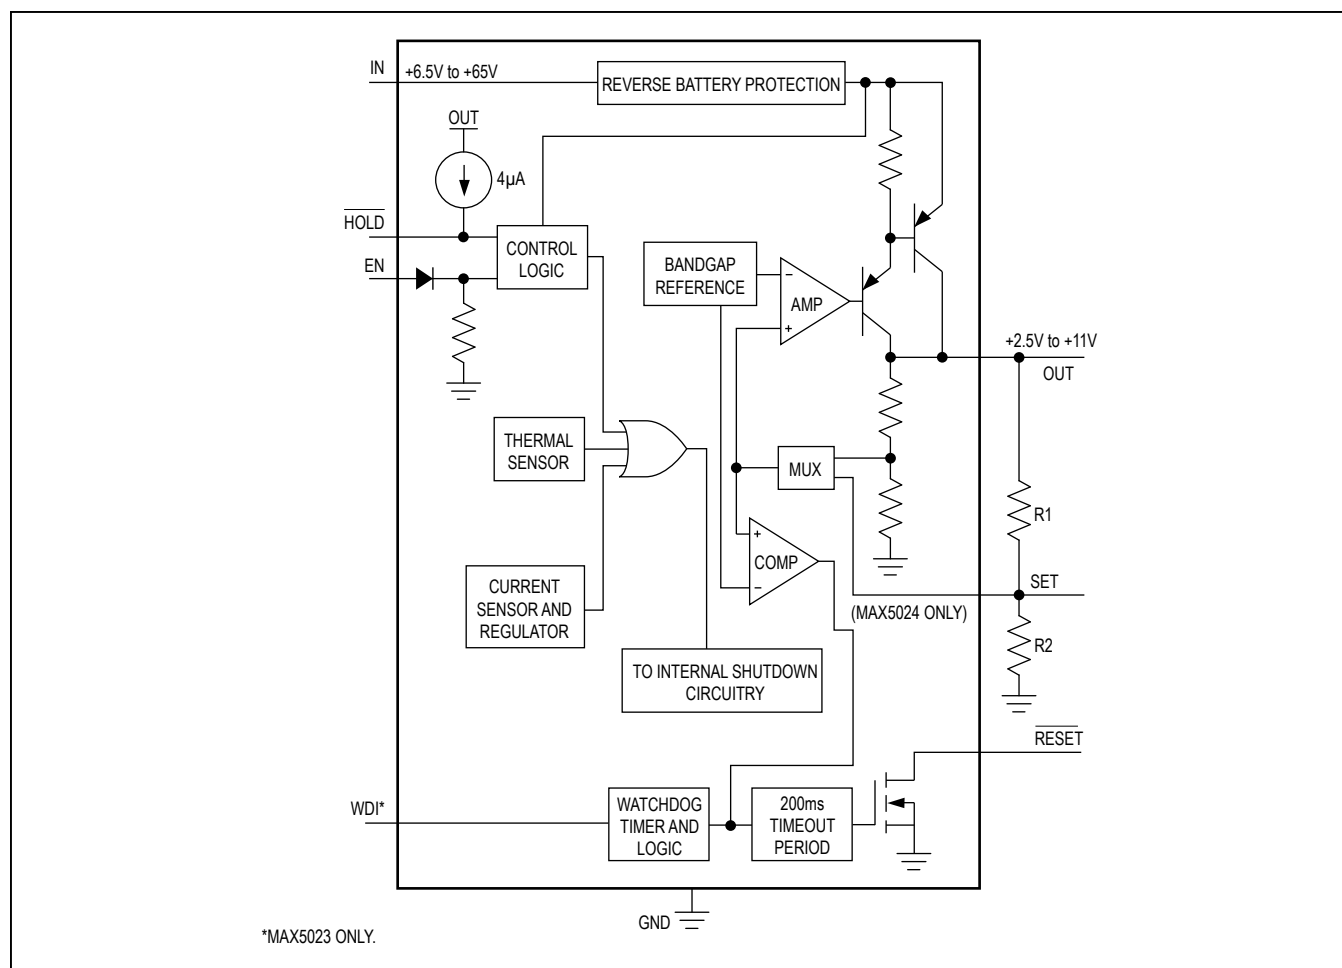 IN
+6.5V to +65V
REVERSE BATTERY PROTECTION
OUT
4µA
HOLD
EN
CONTROL
LOGIC
BANDGAP
REFERENCE
−
AMP
+
+2.5V to +11V
OUT
THERMAL
SENSOR
MUX
R1
+
COMP
−
CURRENT
SENSOR AND
REGULATOR
SET
(MAX5024 ONLY)
R2
TO INTERNAL SHUTDOWN
CIRCUITRY
RESET
WDI*
WATCHDOG
TIMER AND
LOGIC
200ms
TIMEOUT
PERIOD
GND
*MAX5023 ONLY.